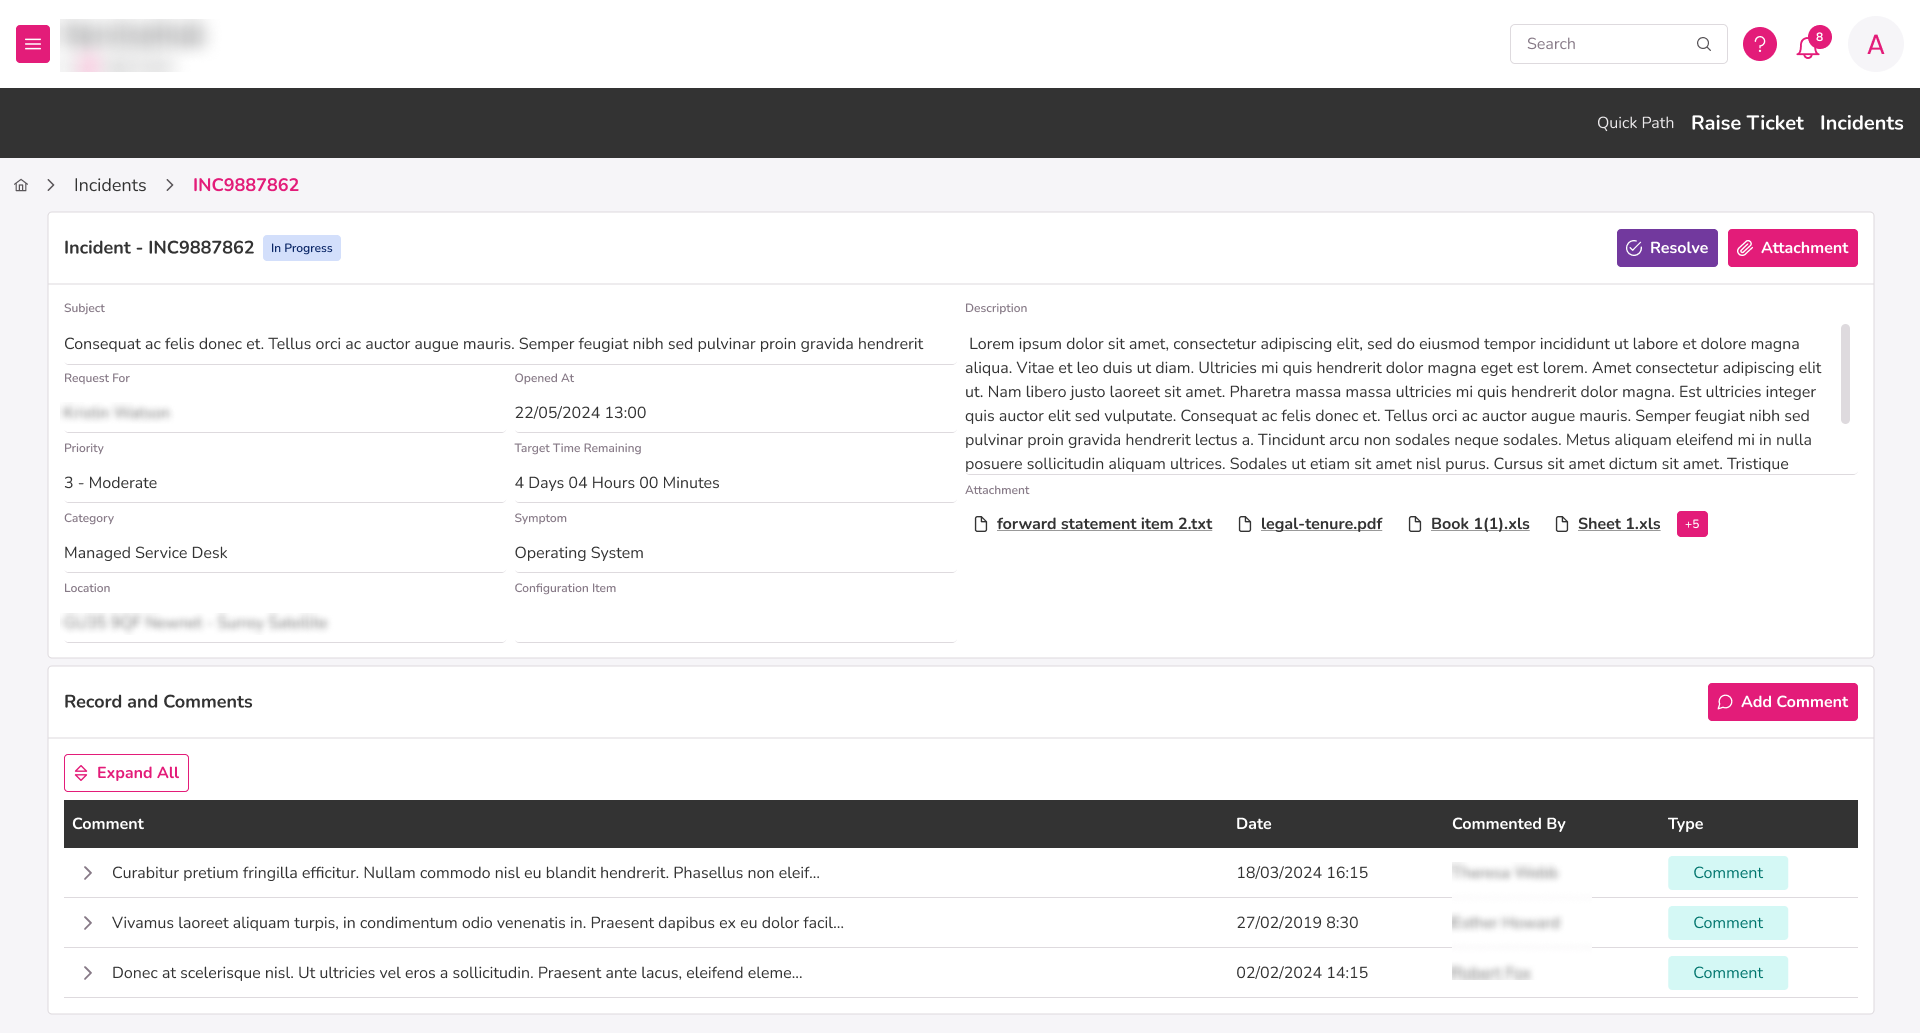 Search
?
8
A
Quick Path Raise Ticket Incidents
Incidents INC9887862
Incident - INC9887862 In Progress
Resolve Attachment
Subject
Consequat ac felis donec et. Tellus orci ac auctor augue mauris. Semper feugiat nibh sed pulvinar proin gravida hendrerit
Request For Opened At
22/05/2024 13:00
Priority Target Time Remaining
3 - Moderate 4 Days 04 Hours 00 Minutes
Category Symptom
Managed Service Desk Operating System
Location Configuration Item
Description
Lorem ipsum dolor sit amet, consectetur adipiscing elit, sed do eiusmod tempor incididunt ut labore et dolore magna
aliqua. Vitae et leo duis ut diam. Ultricies mi quis hendrerit dolor magna eget est lorem. Amet consectetur adipiscing elit
ut. Nam libero justo laoreet sit amet. Pharetra massa massa ultricies mi quis hendrerit dolor magna. Est ultricies integer
quis auctor elit sed vulputate. Consequat ac felis donec et. Tellus orci ac auctor augue mauris. Semper feugiat nibh sed
pulvinar proin gravida hendrerit lectus a. Tincidunt arcu non sodales neque sodales. Metus aliquam eleifend mi in nulla
posuere sollicitudin aliquam ultrices. Sodales ut etiam sit amet nisl purus. Cursus sit amet dictum sit amet. Tristique
Attachment
forward statement item 2.txt legal-tenure.pdf Book 1(1).xls Sheet 1.xls +5
Record and Comments
Add Comment
Expand All
Comment Date Commented By Type
Curabitur pretium fringilla efficitur. Nullam commodo nisl eu blandit hendrerit. Phasellus non eleif... 18/03/2024 16:15 Comment
Vivamus laoreet aliquam turpis, in condimentum odio venenatis in. Praesent dapibus ex eu dolor facil... 27/02/2019 8:30 Comment
Donec at scelerisque nisl. Ut ultricies vel eros a sollicitudin. Praesent ante lacus, eleifend eleme... 02/02/2024 14:15 Comment